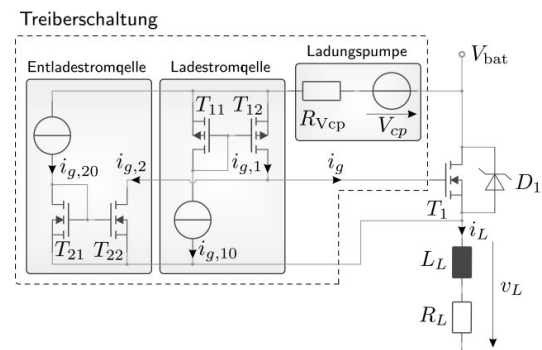 Treiberschaltung
Entladestromqelle
Ladestromqelle
Ladungspumpe
V_bat
T_11
T_12
R_Vcp
V_cp
i_g,20
i_g,2
i_g,1
i_g
T_1
D_1
T_21
T_22
i_g,10
i_L
L_L
v_L
R_L